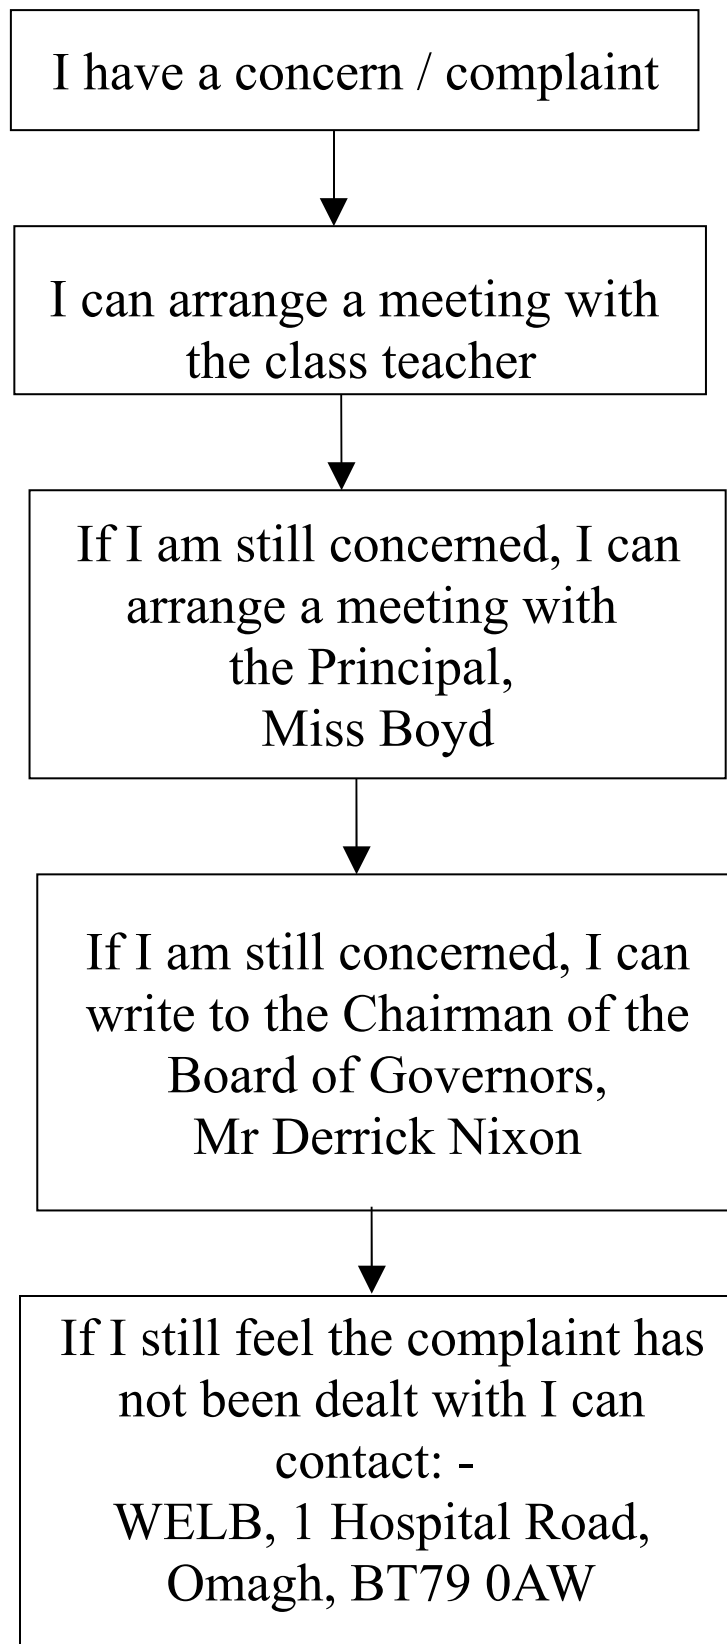 I have a concern / complaint
I can arrange a meeting with
the class teacher
If I am still concerned, I can
arrange a meeting with
the Principal,
Miss Boyd
If I am still concerned, I can
write to the Chairman of the
Board of Governors,
Mr Derrick Nixon
If I still feel the complaint has
not been dealt with I can
contact: -
WELB, 1 Hospital Road,
Omagh, BT79 0AW